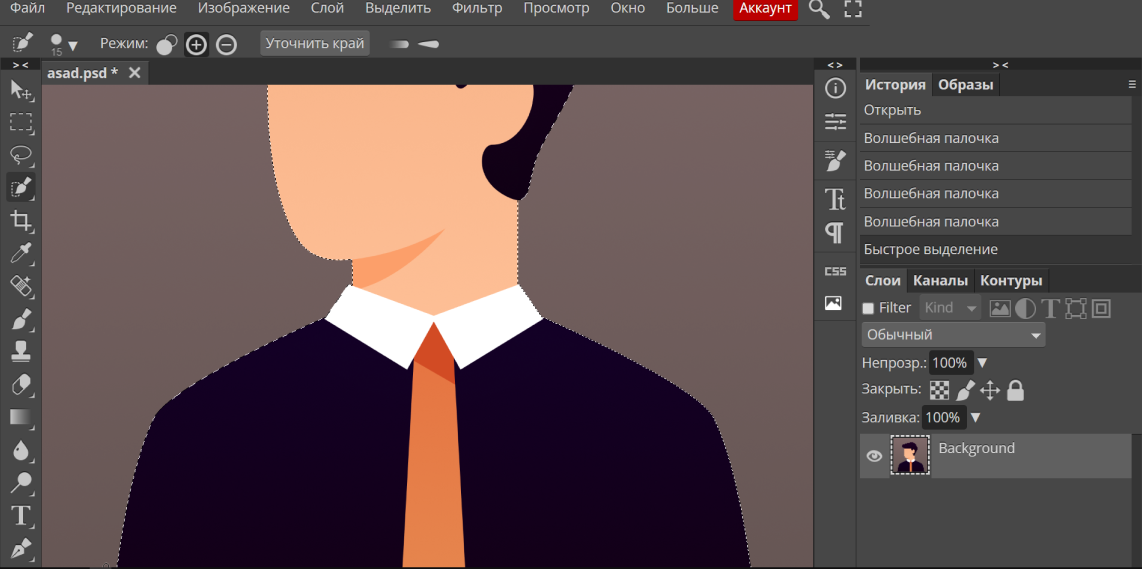 Файл Редактирование Изображение Слой Выделить Фильтр Просмотр Окно Больше Аккаунт
15 Режим: Уточнить край
> < < > > <
asad.psd *
История Образы
Открыть
Волшебная палочка
Волшебная палочка
Волшебная палочка
Волшебная палочка
Быстрое выделение
CSS
Слои Каналы Контуры
Filter Kind
Обычный
Непрозр.: 100%
Закрыть:
Заливка: 100%
Background